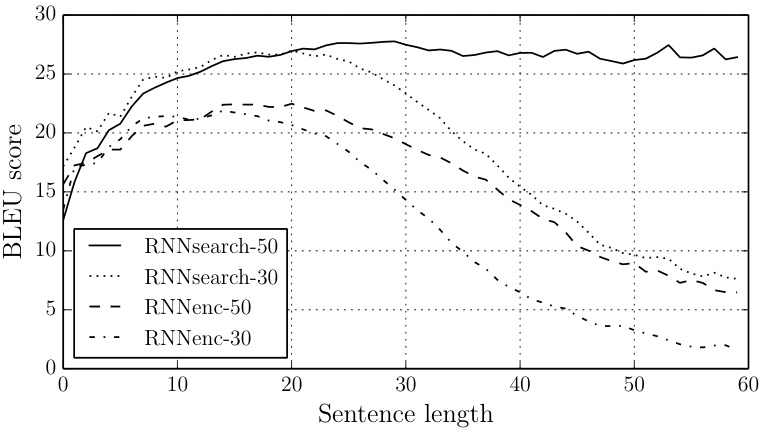 30
25
20
15
10
5
0
BLEU score
RNNsearch-50
RNNsearch-30
RNNenc-50
RNNenc-30
0 10 20 30 40 50 60
Sentence length